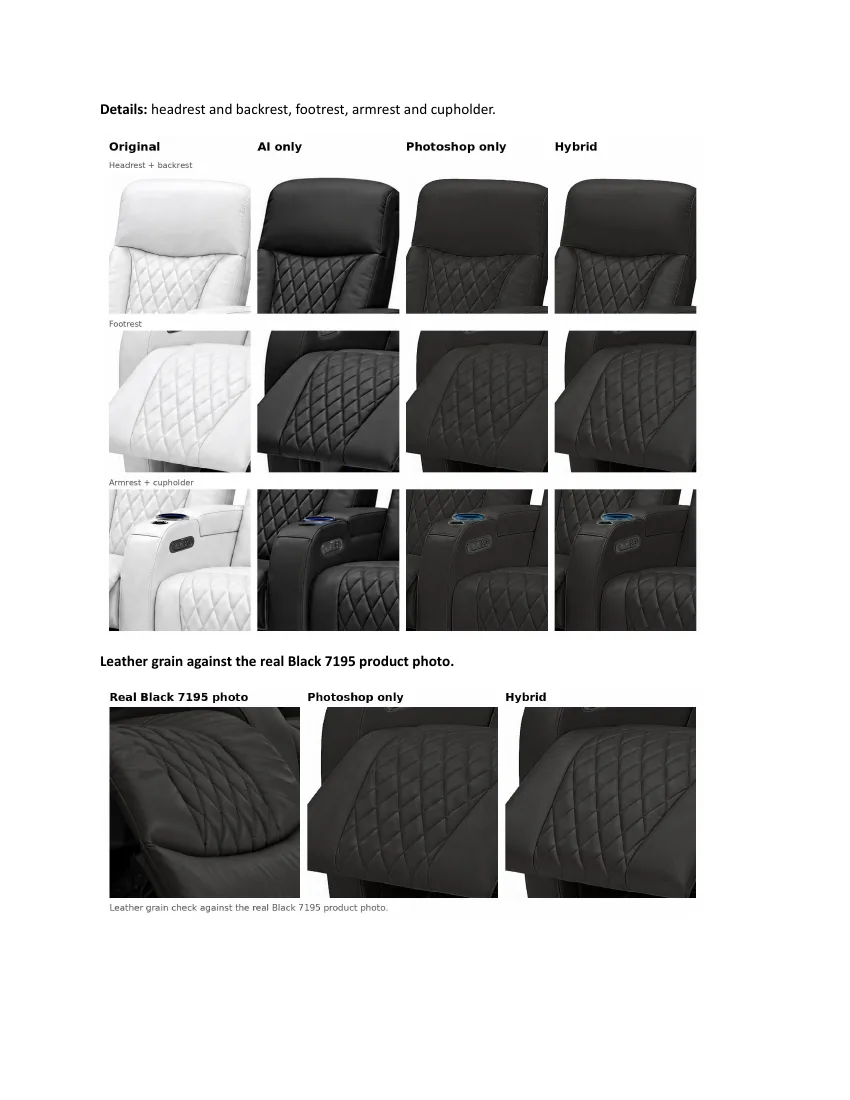 Details: headrest and backrest, footrest, armrest and cupholder.
Original AI only Photoshop only Hybrid
Headrest + backrest
Footrest
Armrest + cupholder
Leather grain against the real Black 7195 product photo.
Real Black 7195 photo Photoshop only Hybrid
Leather grain check against the real Black 7195 product photo.